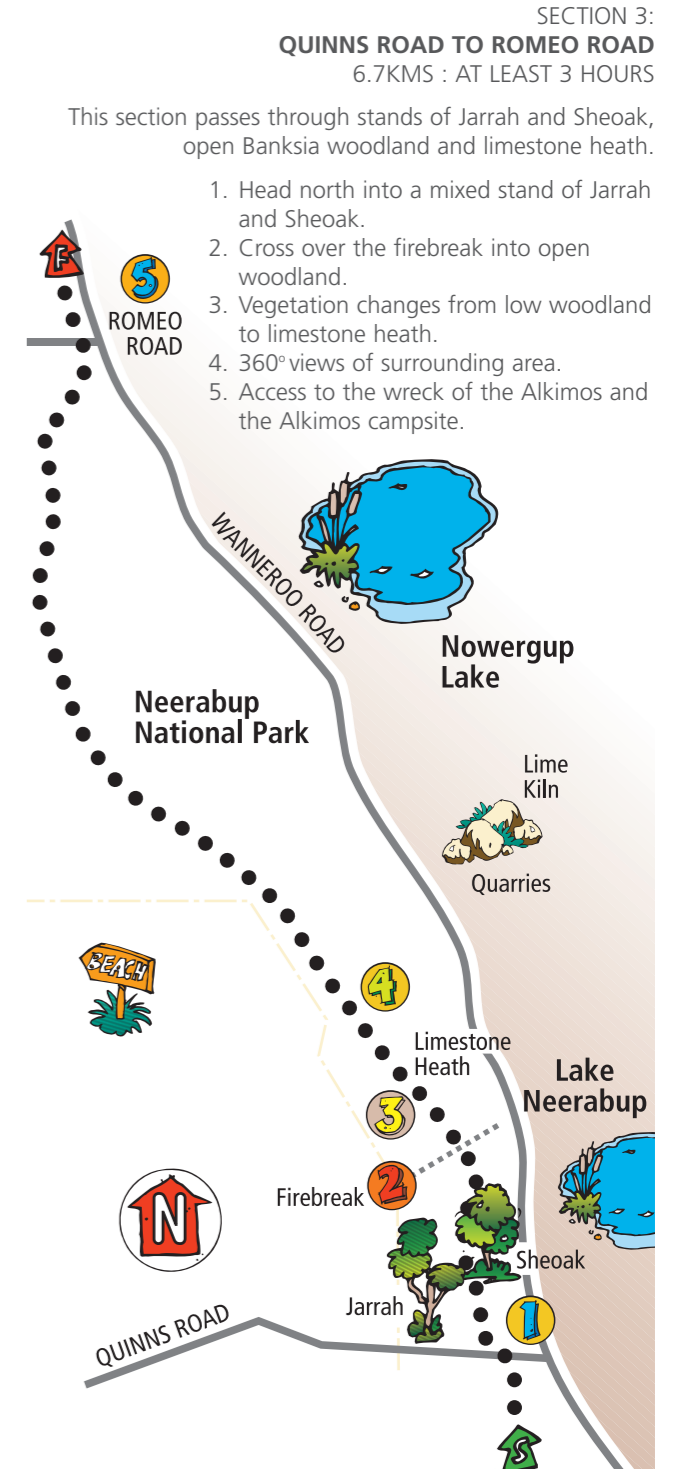 SECTION 3:
QUINNS ROAD TO ROMEO ROAD
6.7KMS : AT LEAST 3 HOURS
This section passes through stands of Jarrah and Sheoak,
open Banksia woodland and limestone heath.
1. Head north into a mixed stand of Jarrah
and Sheoak.
2. Cross over the firebreak into open
woodland.
3. Vegetation changes from low woodland
to limestone heath.
4. 360° views of surrounding area.
5. Access to the wreck of the Alkimos and
the Alkimos campsite.
F
5
ROMEO
ROAD
WANNEROO ROAD
Nowergup
Lake
Neerabup
National Park
Lime
Kiln
Quarries
BEACH
4
Limestone
Heath
Lake
Neerabup
3
2
Firebreak
N
Sheoak
Jarrah
1
QUINNS ROAD
S